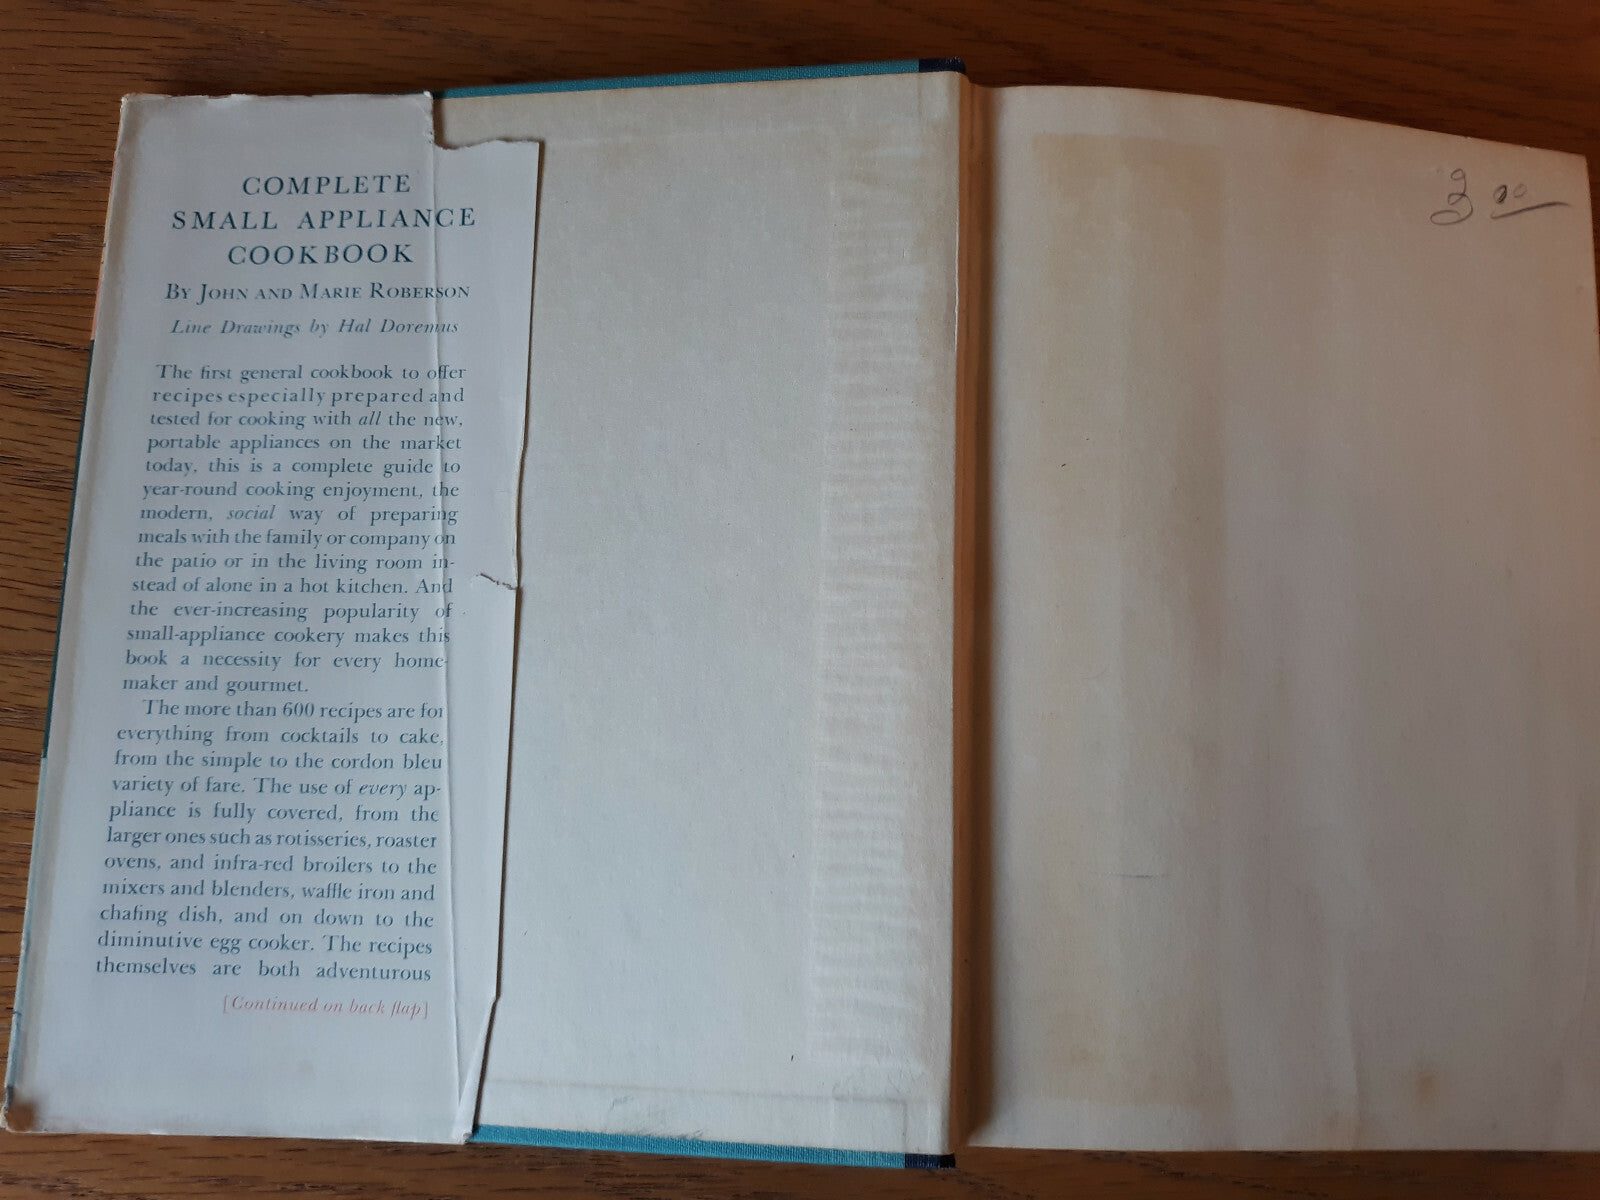 COMPLETE
SMALL APPLIANCE
COOKBOOK
BY JOHN AND MARIE ROBERSON
Line Drawings by Hal Doremus
The first general cookbook to offer
recipes especially prepared and
tested for cooking with all the new,
portable appliances on the market
today, this is a complete guide to
year-round cooking enjoyment, the
modern, social way of preparing
meals with the family or company on
the patio or in the living room in-
stead of alone in a hot kitchen. And
the ever-increasing popularity of
small-appliance cookery makes this
book a necessity for every home-
maker and gourmet.
The more than 600 recipes are for
everything from cocktails to cake,
from the simple to the cordon bleu
variety of fare. The use of every ap-
pliance is fully covered, from the
larger ones such as rotisseries, roaster
ovens, and infra-red broilers to the
mixers and blenders, waffle iron and
chafing dish, and on down to the
diminutive egg cooker. The recipes
themselves are both adventurous
[Continued on back flap]
3 00